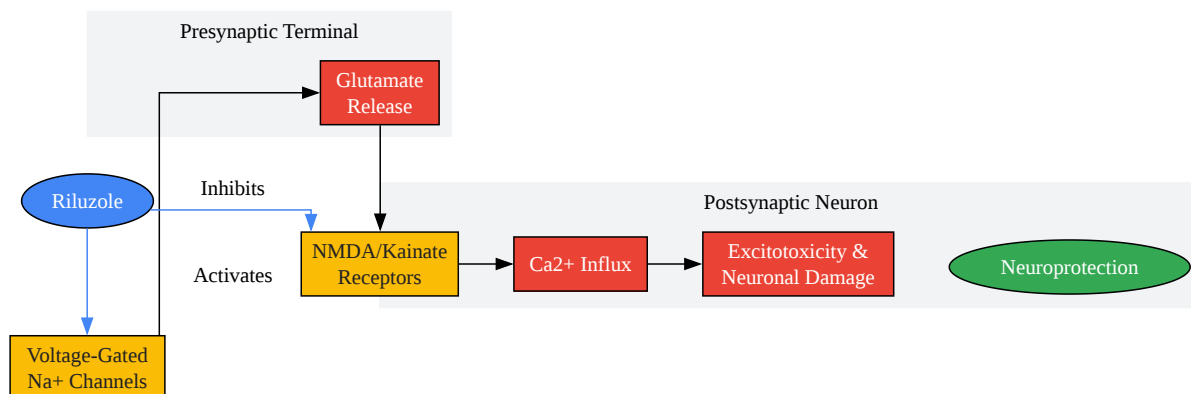 Presynaptic Terminal
Glutamate
Release
Riluzole
Inhibits
Postsynaptic Neuron
NMDA/Kainate
Receptors
Ca2+ Influx
Excitotoxicity &
Neuronal Damage
Neuroprotection
Activates
Voltage-Gated
Na+ Channels